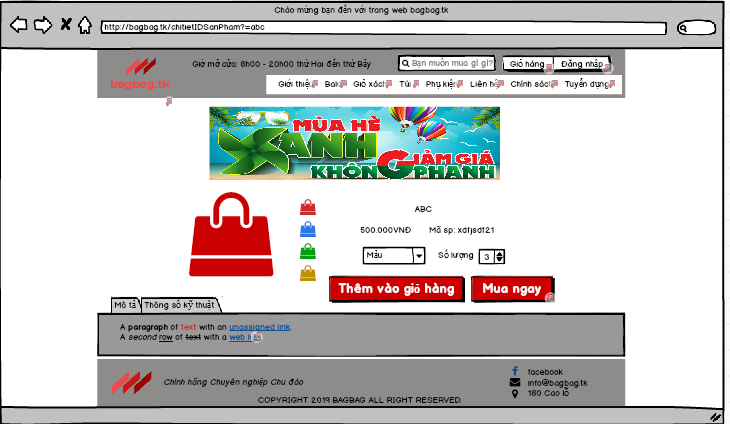 Chào mừng bạn đến với trang web bagbag.tk
http://bagbag.tk/chitietIDSanPham?=abc
bagbag.tk
Giờ mở cửa: 8h00 - 20h00 thứ Hai đến thứ Bảy
Bạn muốn mua gì gì?
Giỏ hàng
Đăng nhập
Giới thiệu
Giỏ xách
Túi
Phụ kiện
Liên hệ
Chính sách
Tuyển dụng
MÙA HÈ
XANH
KHÔNG
GIẢM GIÁ
PHANH
ABC
500.000VNĐ
Mã sp: xdfjsdf21
Mẫu
Số lượng
3
Thêm vào giỏ hàng
Mua ngay
Mô tả
Thông số kỹ thuật
A paragraph of text with an unassigned link.
A second row of text with a web
Chính hãng Chuyên nghiệp Chu đáo
facebook
info@bagbag.tk
180 Cao lỗ
COPYRIGHT 2019 BAGBAG ALL RIGHT RESERVED.